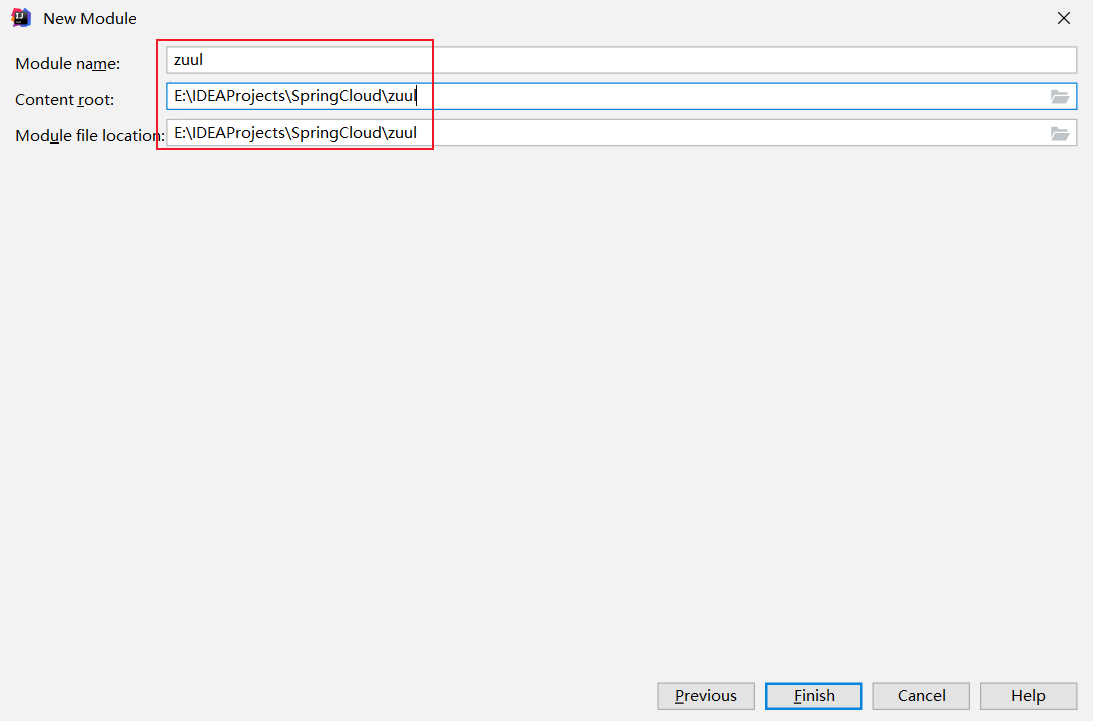 New Module
Module name: zuul
Content root: E:\IDEAProjects\SpringCloud\zuul
Module file location: E:\IDEAProjects\SpringCloud\zuul
Previous Finish Cancel Help